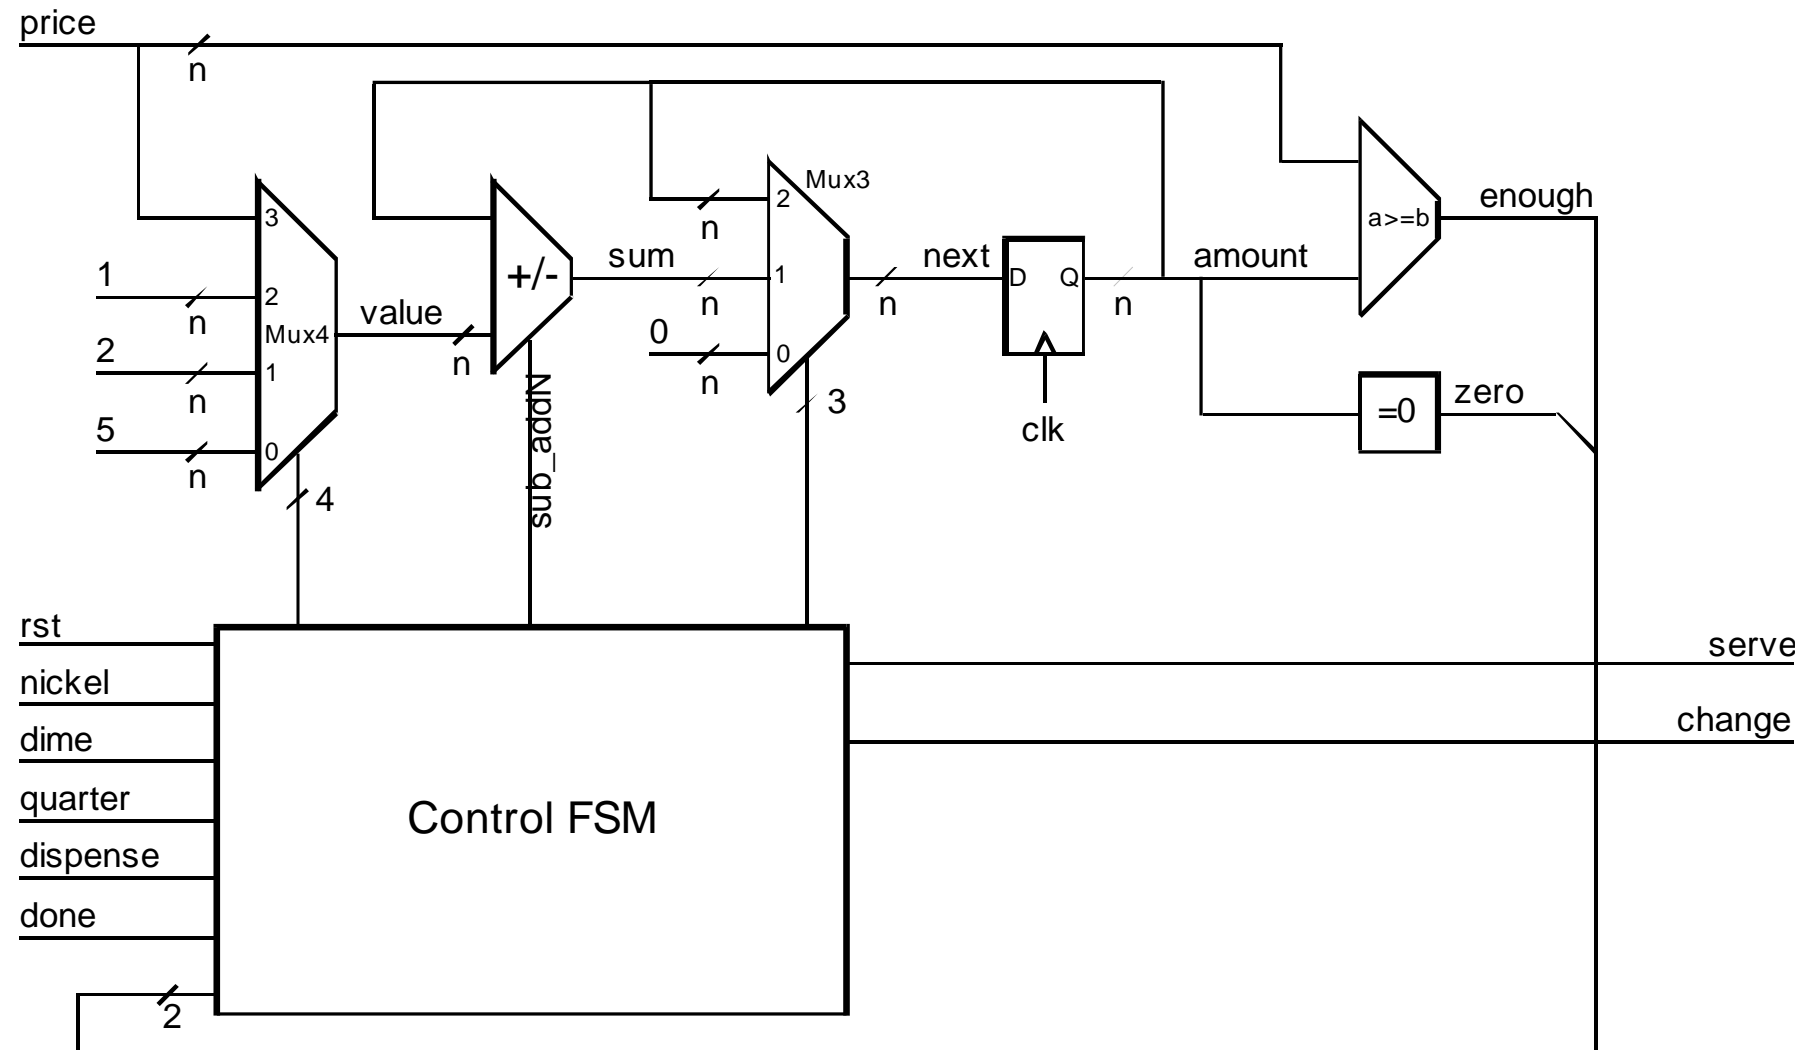 price
n
Mux3
2
enough
3
a>=b
n
sum
next
amount
1
+/-
1
D Q
2
n
n
n
n
value
0
Mux4
2
n
0
1
n
n
3
zero
=0
clk
5
0
n
4
sub_addN
rst
serve
nickel
change
dime
quarter
Control FSM
dispense
done
2